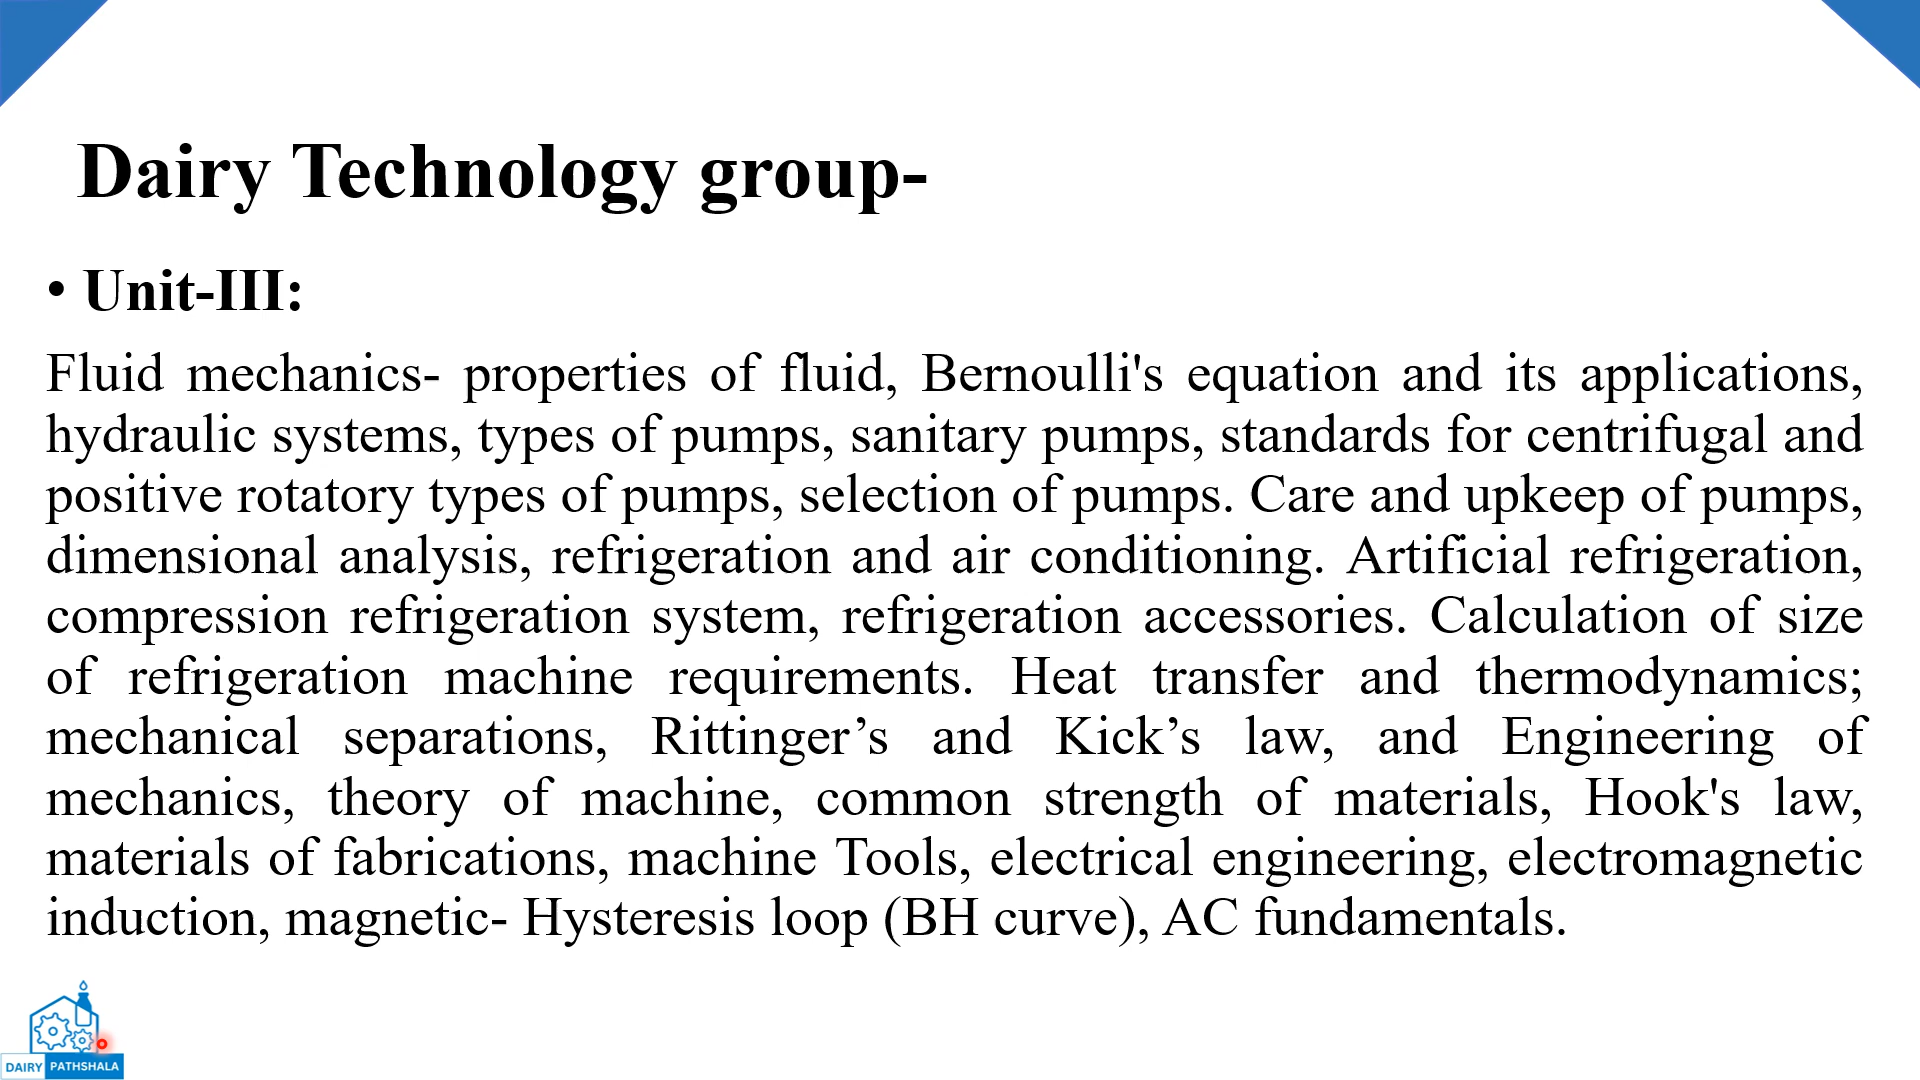 Dairy Technology group-
• Unit-III:
Fluid mechanics- properties of fluid, Bernoulli's equation and its applications,
hydraulic systems, types of pumps, sanitary pumps, standards for centrifugal and
positive rotatory types of pumps, selection of pumps. Care and upkeep of pumps,
dimensional analysis, refrigeration and air conditioning. Artificial refrigeration,
compression refrigeration system, refrigeration accessories. Calculation of size
of refrigeration machine requirements. Heat transfer and thermodynamics;
mechanical separations, Rittinger’s and Kick’s law, and Engineering of
mechanics, theory of machine, common strength of materials, Hook's law,
materials of fabrications, machine Tools, electrical engineering, electromagnetic
induction, magnetic- Hysteresis loop (BH curve), AC fundamentals.
DAIRY PATHSHALA